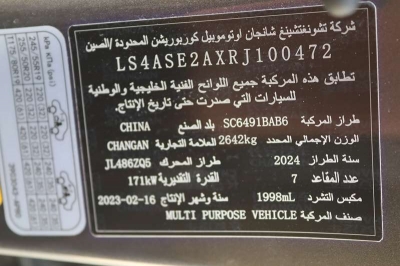 شركة تشونغتشينغ شانجان اوتوموبيل كوربوريشن المحدودة/الصين
LS4ASE2AXRJ100472
تطابق هذه المركبة جميع اللوائح الفنية الخليجية والوطنية
للسيارات التي صدرت حتى تاريخ الإنتاج.
طراز المركبة SC6491BAB6 بلد الصنع CHINA
الوزن الإجمالي المحدد 2642kg العلامة التجارية CHANGAN
سنة الطراز 2024 طراز المحرك JL486ZQ5
عدد المقاعد 7 القدرة التقديرية 171kW
مكبس التشرد 1998mL سنة وشهر الإنتاج 2023-02-16
صنف المركبة MULTI PURPOSE VEHICLE